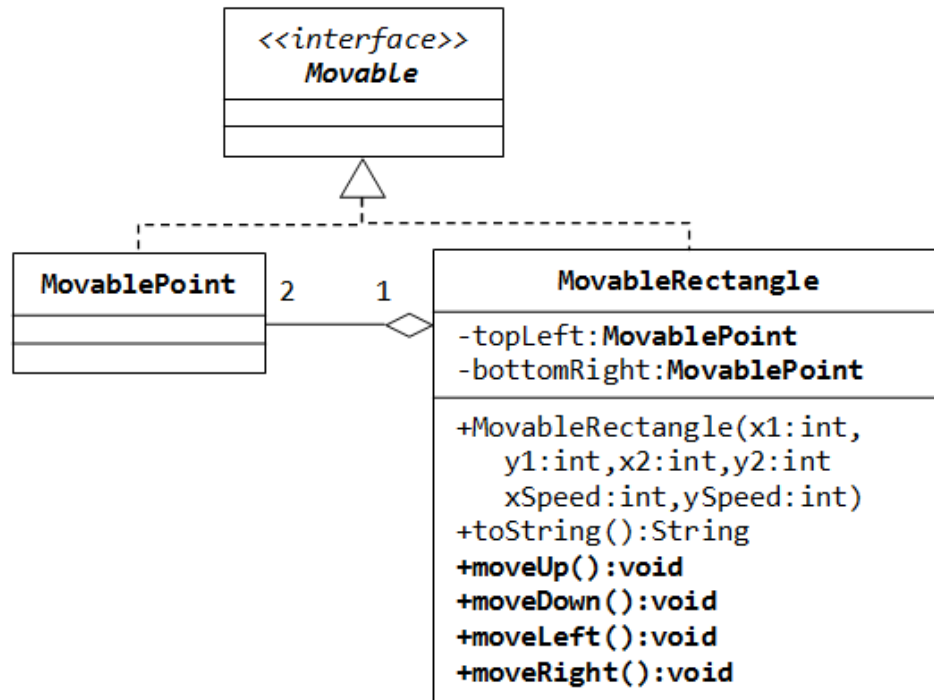 <<interface>>
Movable
MovablePoint
2
1
MovableRectangle
-topLeft:MovablePoint
-bottomRight:MovablePoint
+MovableRectangle(x1:int,
y1:int,x2:int,y2:int
xSpeed:int,ySpeed:int)
+toString():String
+moveUp():void
+moveDown():void
+moveLeft():void
+moveRight():void